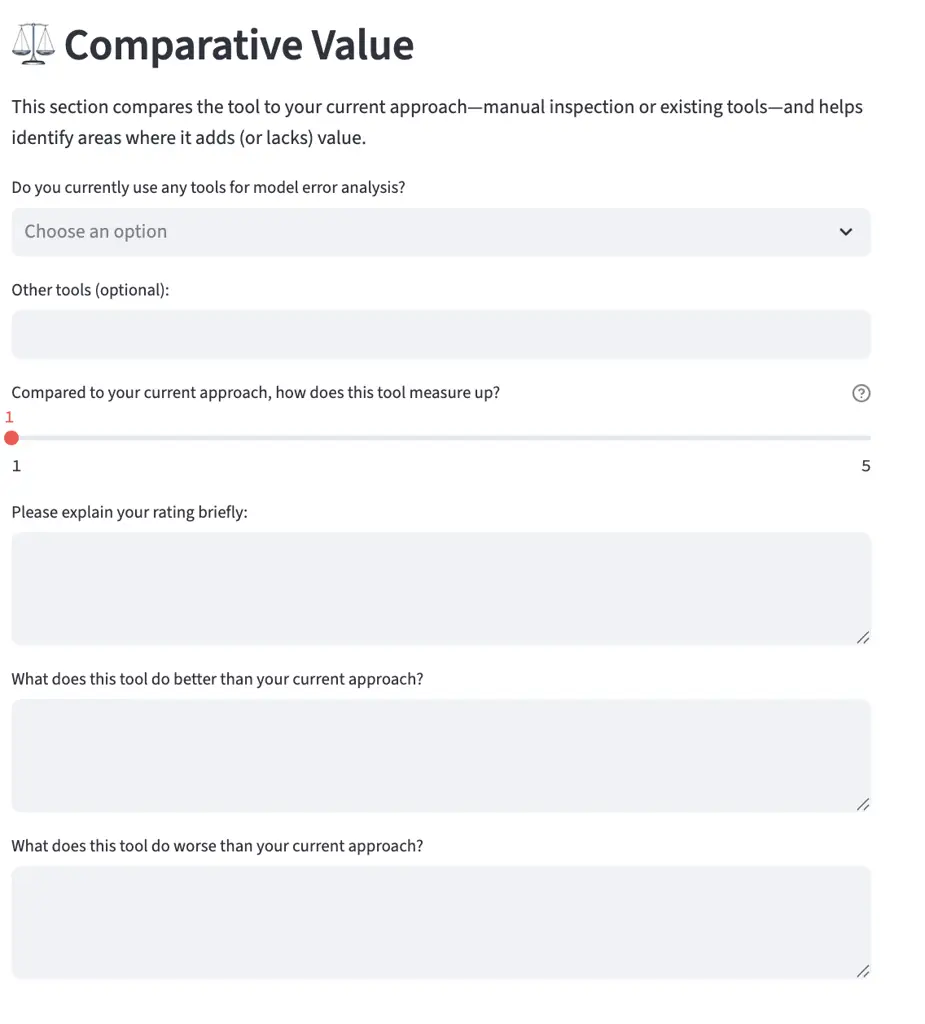 Comparative Value
This section compares the tool to your current approach—manual inspection or existing tools—and helps
identify areas where it adds (or lacks) value.
Do you currently use any tools for model error analysis?
Choose an option
Other tools (optional):
Compared to your current approach, how does this tool measure up?
?
1
1
5
Please explain your rating briefly:
What does this tool do better than your current approach?
What does this tool do worse than your current approach?